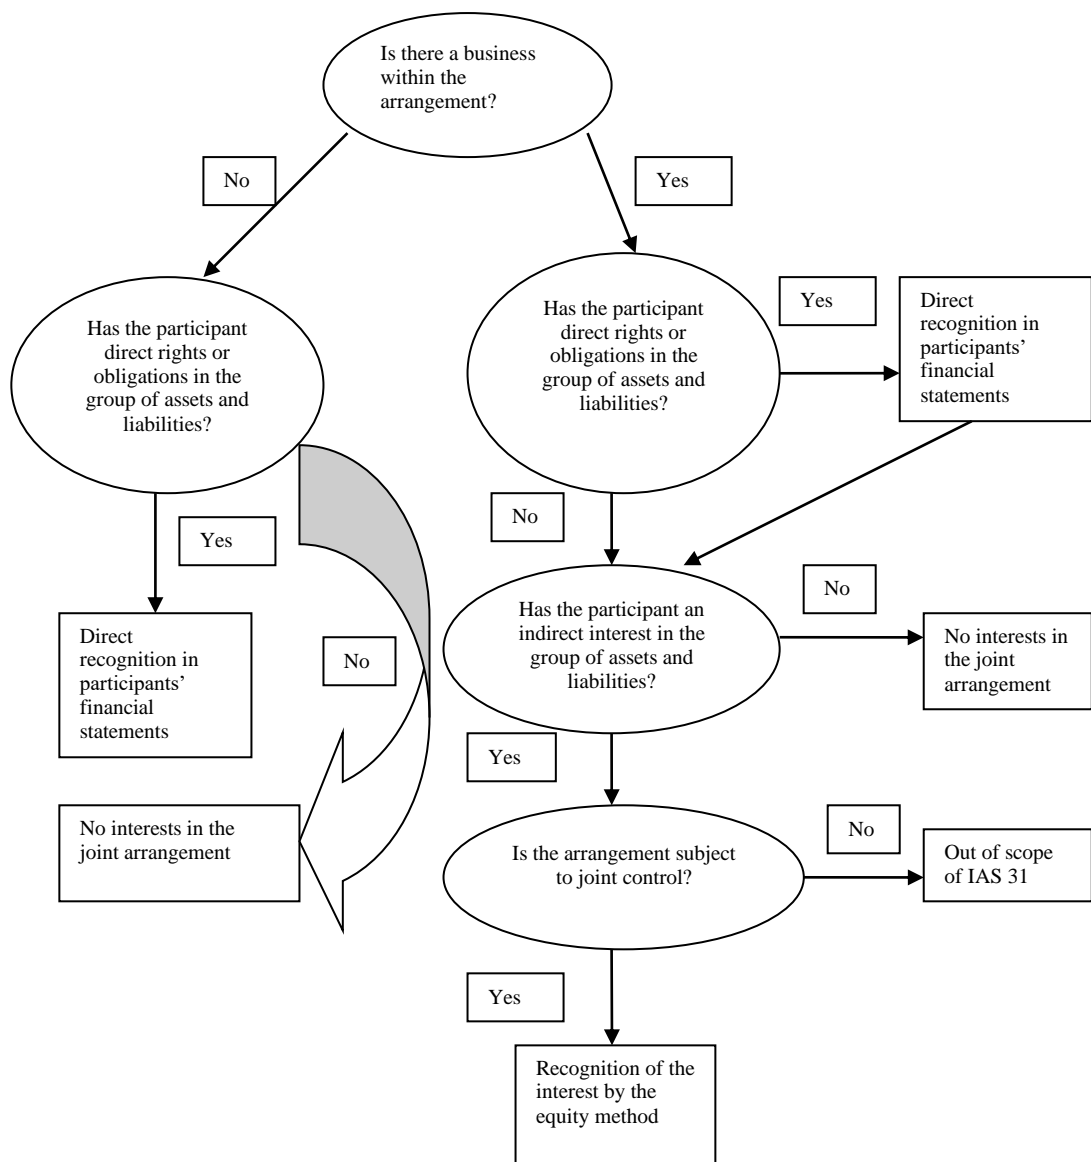 Is there a business
within the
arrangement?
No
Yes
Has the participant
direct rights or
obligations in the
group of assets and
liabilities?
Has the participant
direct rights or
obligations in the
group of assets and
liabilities?
Yes
Direct
recognition in
participants'
financial
statements
Yes
No
Direct
recognition in
participants'
financial
statements
No
Has the participant an
indirect interest in the
group of assets and
liabilities?
No
No interests in
the joint
arrangement
Yes
No interests in the
joint arrangement
Is the arrangement subject
to joint control?
No
Out of scope
of IAS 31
Yes
Recognition of the
interest by the
equity method